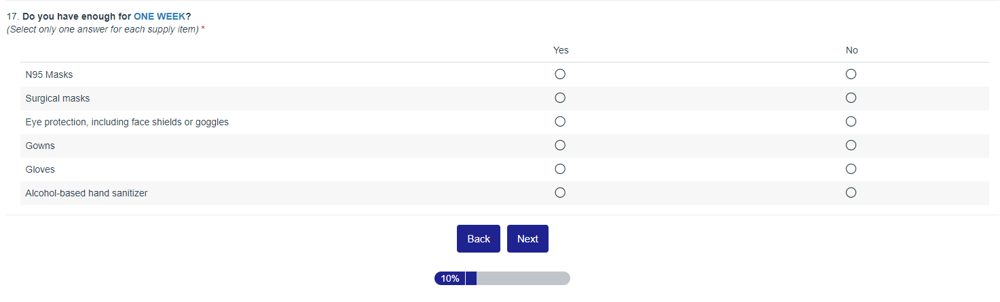 17. Do you have enough for ONE WEEK?
(Select only one answer for each supply item) *
Yes No
N95 Masks
Surgical masks
Eye protection, including face shields or goggles
Gowns
Gloves
Alcohol-based hand sanitizer
Back Next
10%